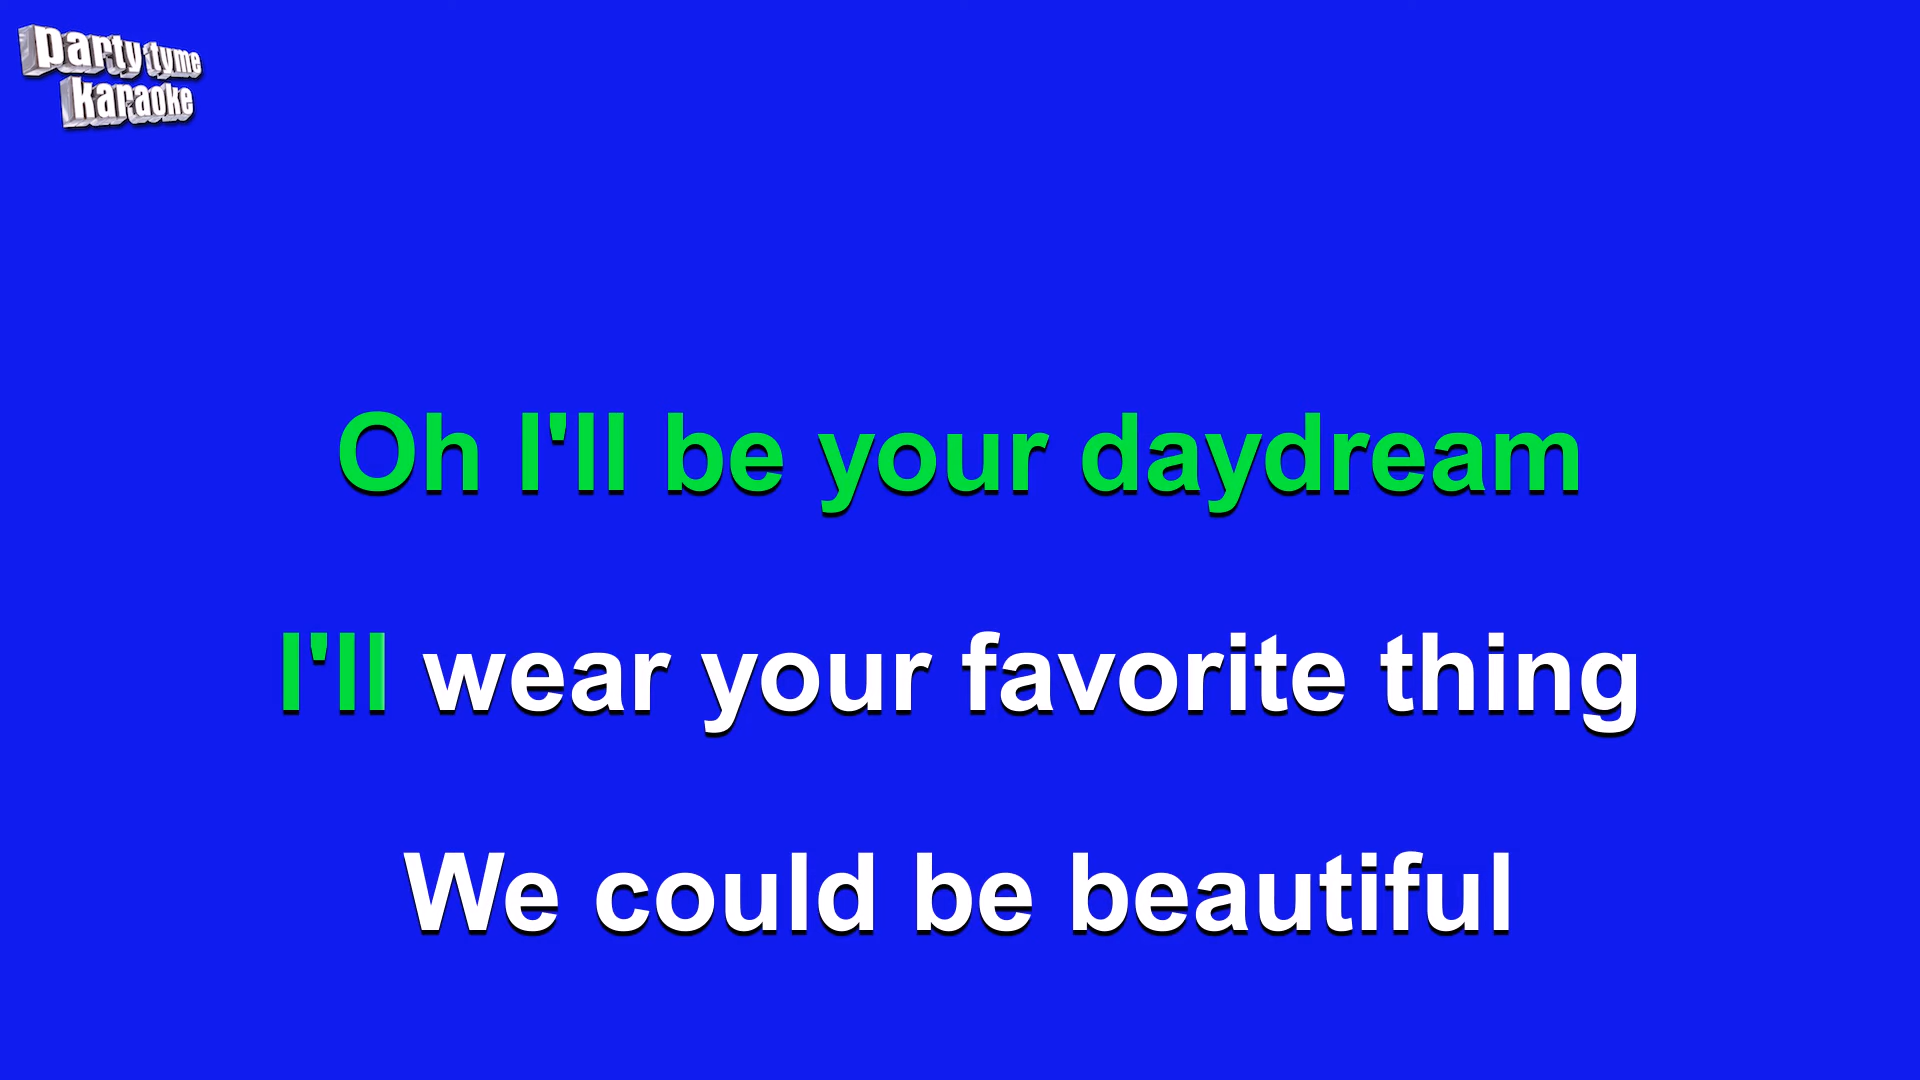 party tyme
karaoke
Oh I'll be your daydream
I'll wear your favorite thing
We could be beautiful